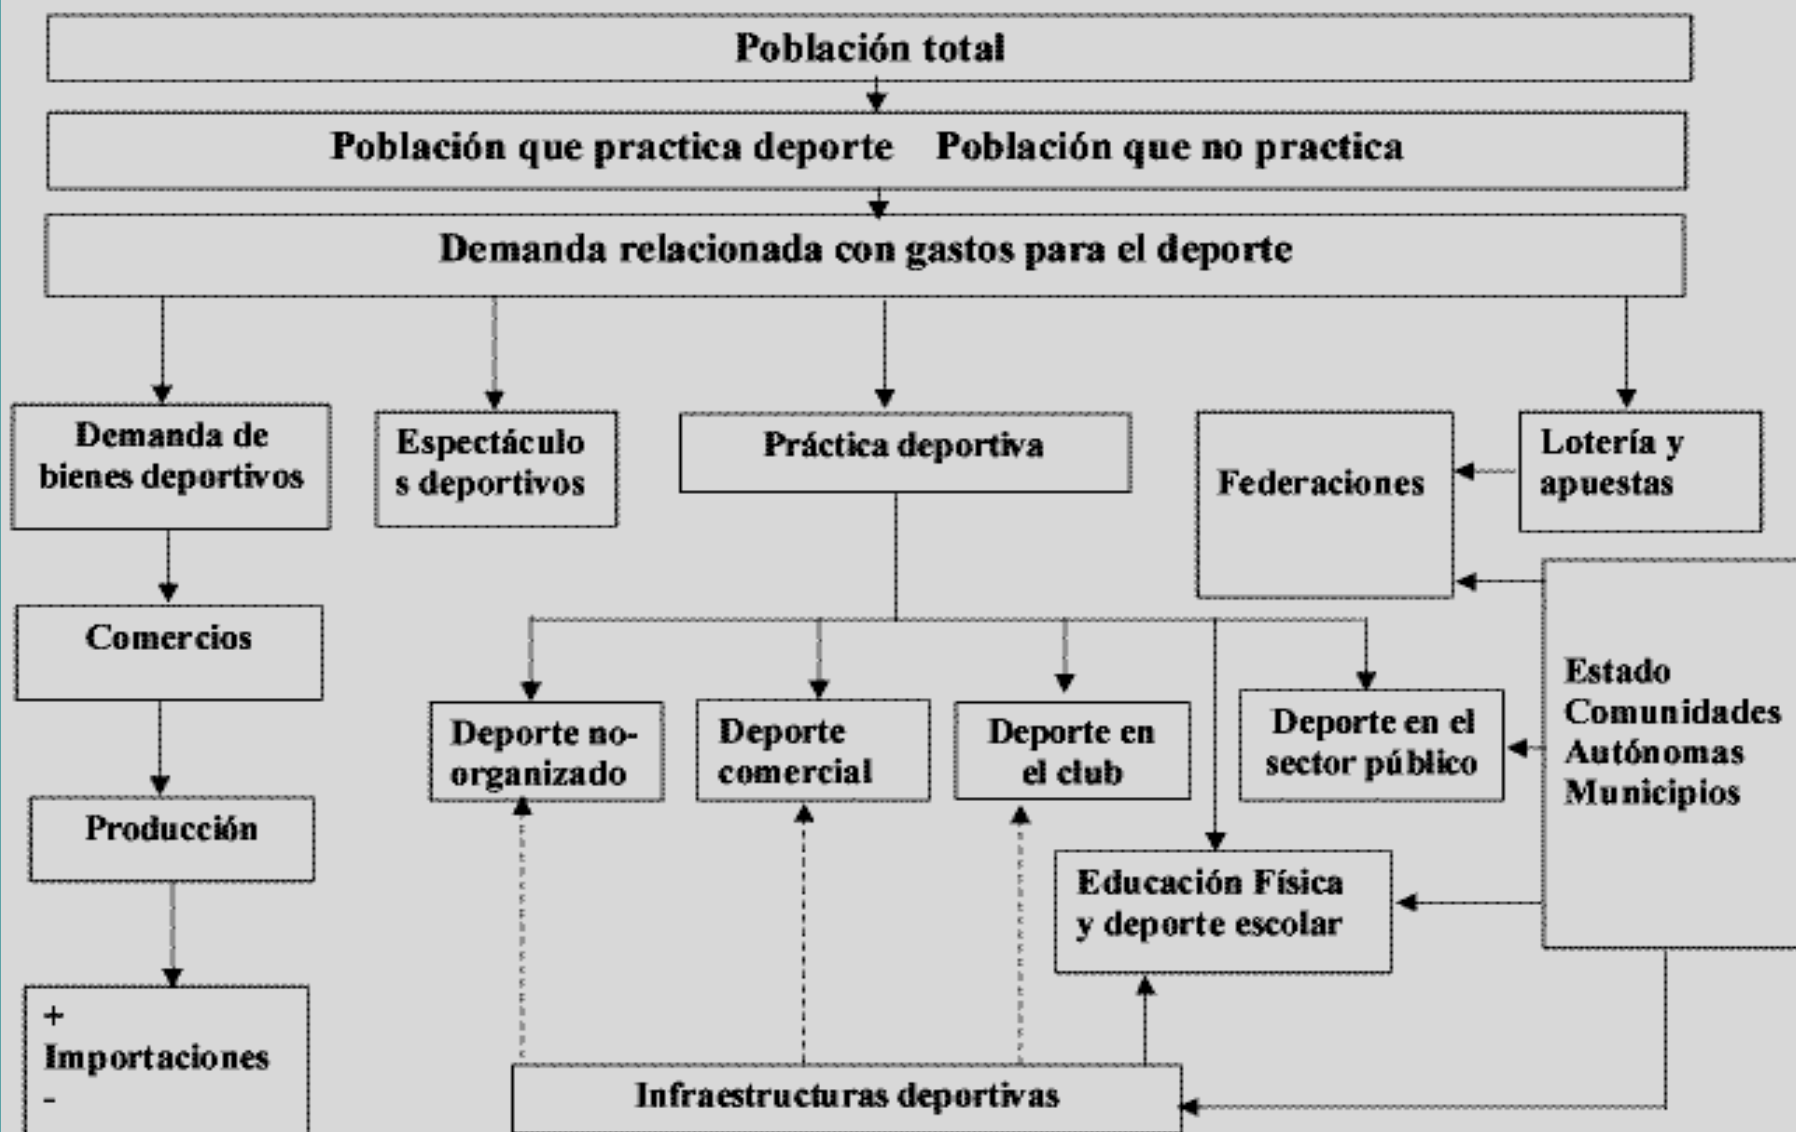 Población total
Población que practica deporte    Población que no practica
Demanda relacionada con gastos para el deporte
Demanda de
bienes deportivos
Espectáculo
s deportivos
Práctica deportiva
Federaciones
Lotería y
apuestas
Comercios
Estado
Comunidades
Autónomas
Municipios
Deporte no-
organizado
Deporte
comercial
Deporte en
el club
Deporte en el
sector público
Producción
Educación Física
y deporte escolar
+
Importaciones
-
Infraestructuras deportivas